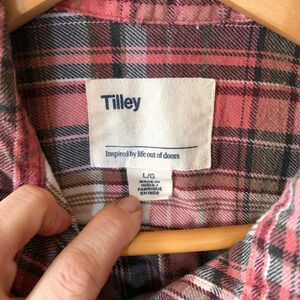 Tilley
Inspired by life out of doors
L/G
MADE IN
INDIA /
FABRIQUÉ
EN INDE